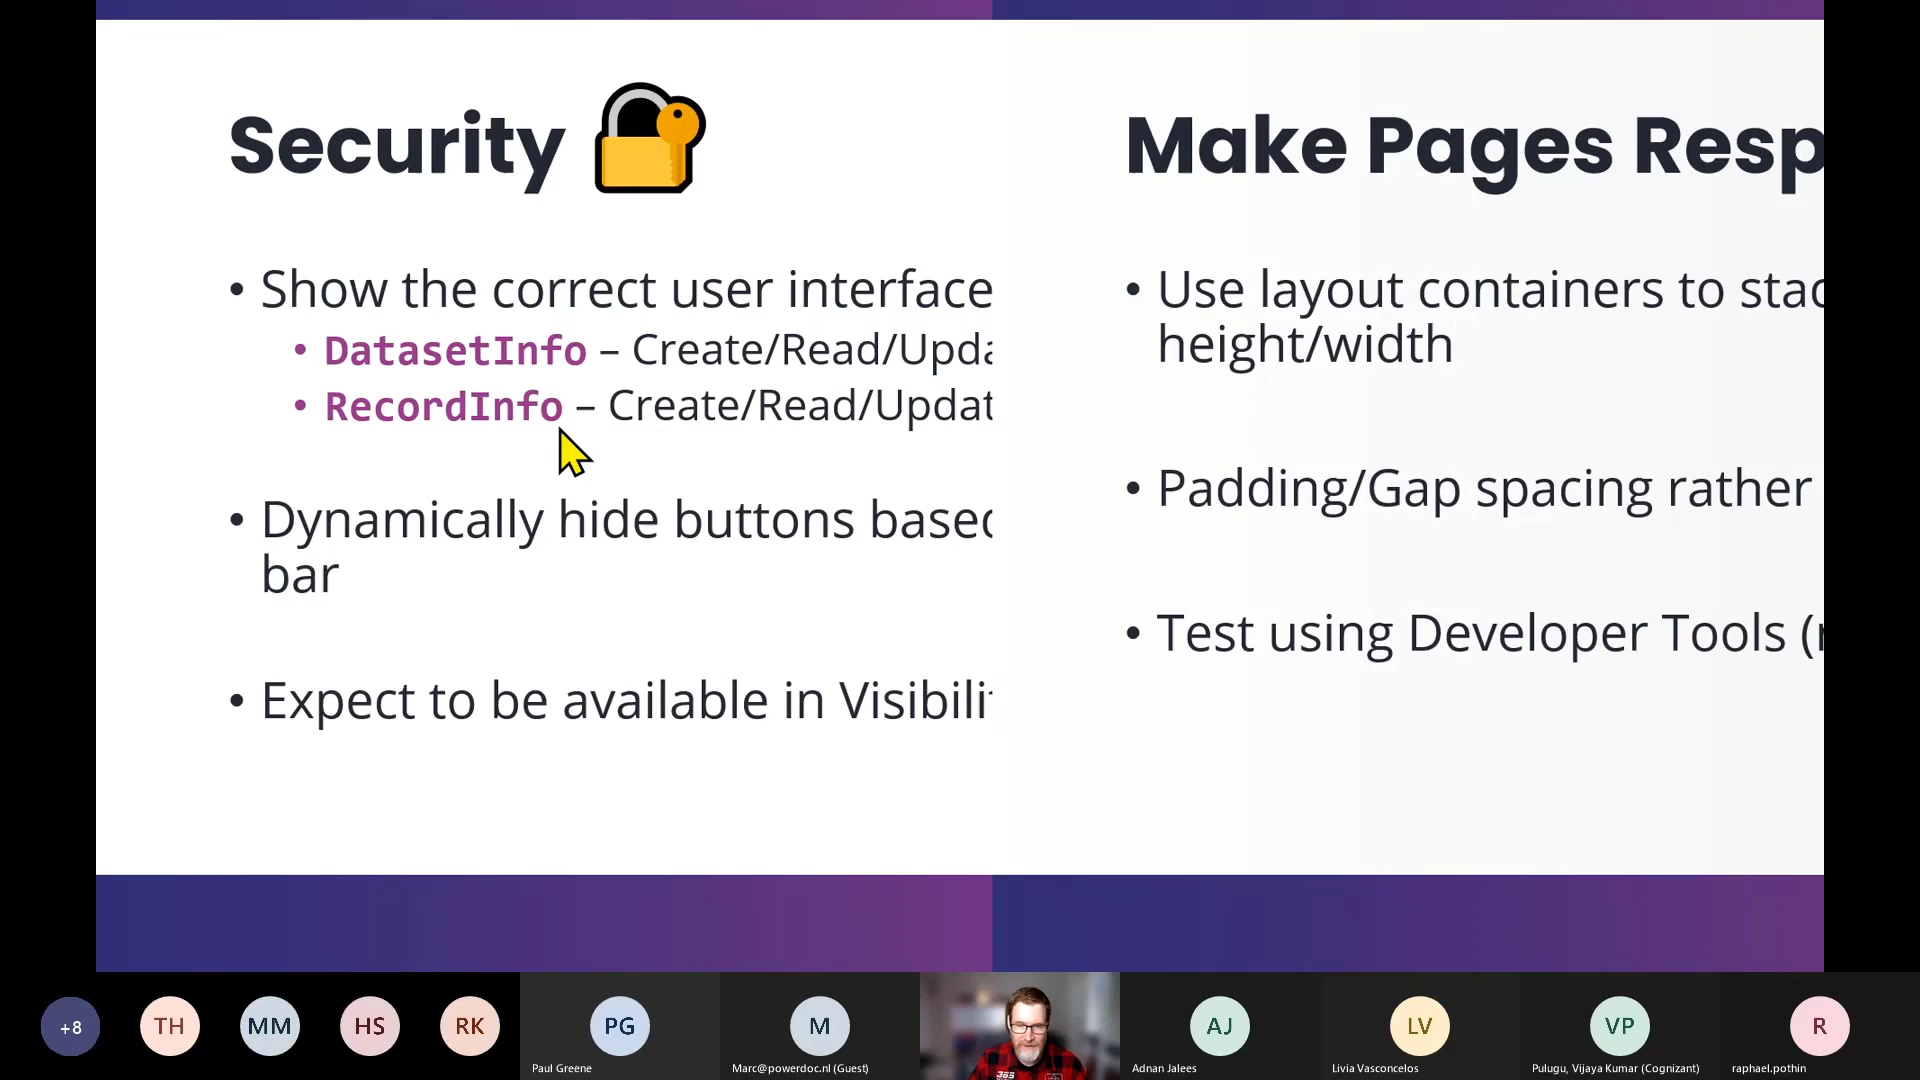 Security
• Show the correct user interface
• DatasetInfo – Create/Read/Upda
• RecordInfo – Create/Read/Updat
• Dynamically hide buttons based
bar
• Expect to be available in Visibili
Make Pages Resp
• Use layout containers to stac
height/width
• Padding/Gap spacing rather
• Test using Developer Tools (
+8
TH
MM
HS
RK
PG
Paul Greene
M
Marc@powerdoc.nl (Guest)
365
AJ
Adnan Jalees
LV
Livia Vasconcelos
VP
Pulugu, Vijaya Kumar (Cognizant)
R
raphael.pothin